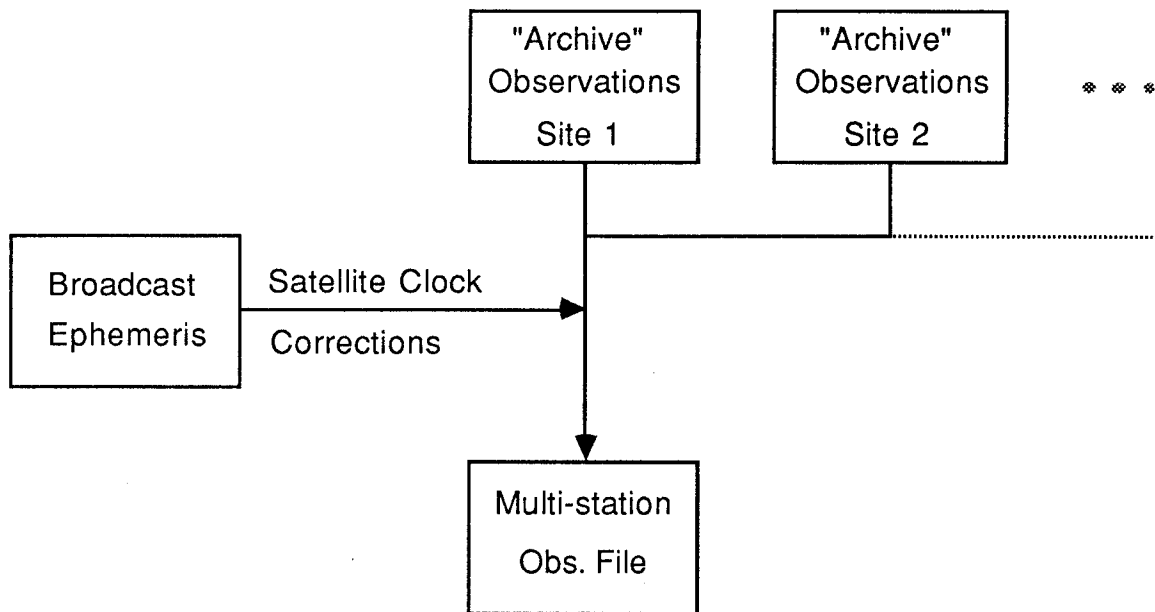 "Archive"
Observations
Site 1
"Archive"
Observations
Site 2
Broadcast
Ephemeris
Satellite Clock
Corrections
Multi-station
Obs. File